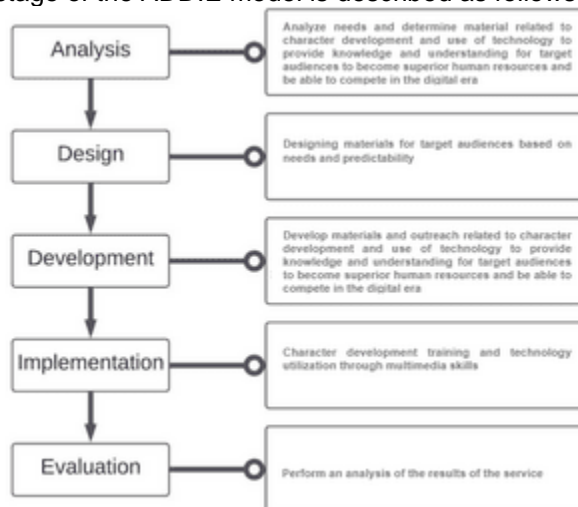 stage of the ADDIE model is described as follows
Analysis
Analyze needs and determine material related to
character development and use of technology to
provide knowledge and understanding for target
audiences to become superior human resources and
be able to compete in the digital era
Design
Designing materials for target audiences based on
needs and predictability
Development
Develop materials and outreach related to character
development and use of technology to provide
knowledge and understanding for target audiences
to become superior human resources and be able to
compete in the digital era
Implementation
Character development training and technology
utilization through multimedia skills
Evaluation
Perform an analysis of the results of the service